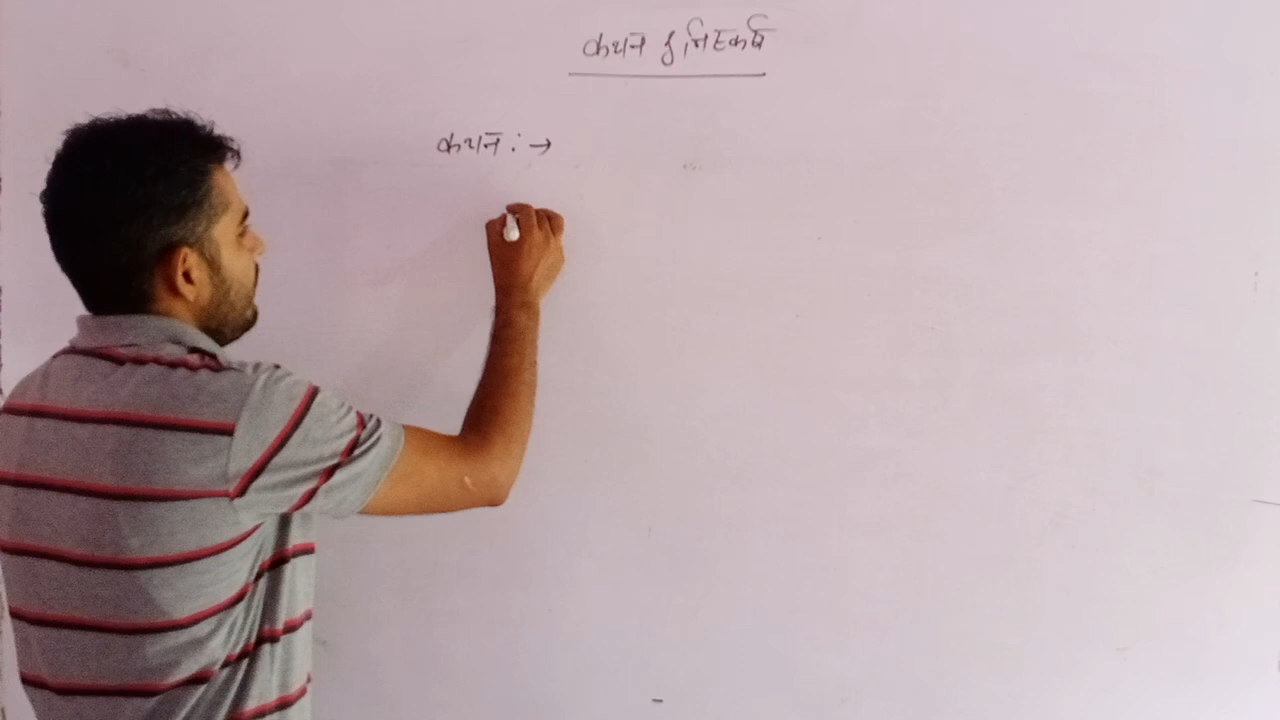 कथन & निष्कर्ष
कथन : →